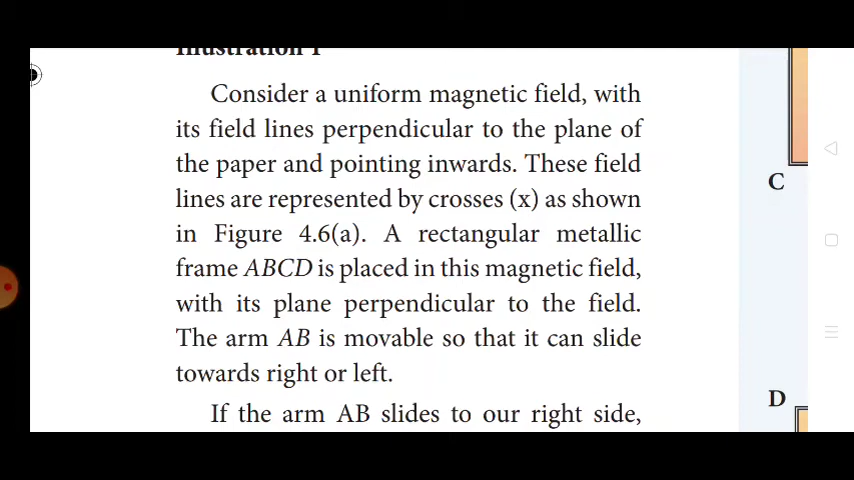 Illustration 1
Consider a uniform magnetic field, with
its field lines perpendicular to the plane of
the paper and pointing inwards. These field
lines are represented by crosses (x) as shown
C
in Figure 4.6(a). A rectangular metallic
frame ABCD is placed in this magnetic field,
with its plane perpendicular to the field.
The arm AB is movable so that it can slide
towards right or left.
D
If the arm AB slides to our right side,